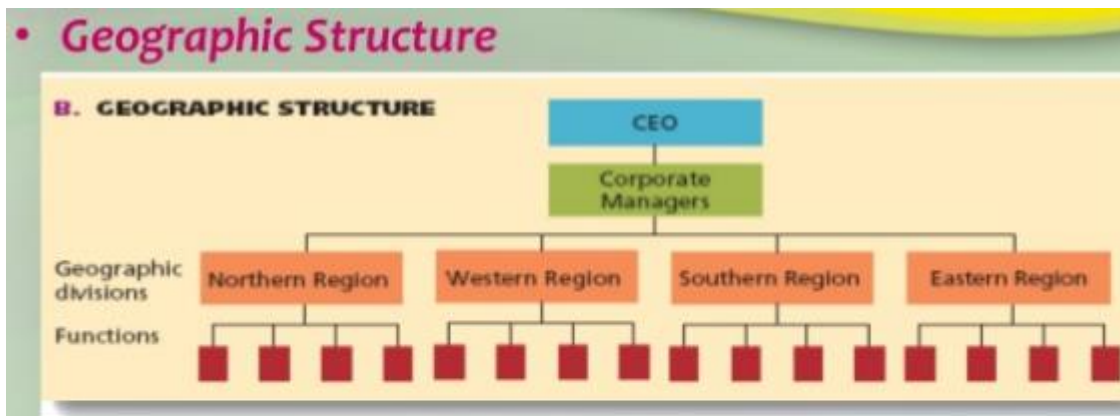 • Geographic Structure
B. GEOGRAPHIC STRUCTURE
CEO
Corporate
Managers
Geographic
divisions
Northern Region
Western Region
Southern Region
Eastern Region
Functions